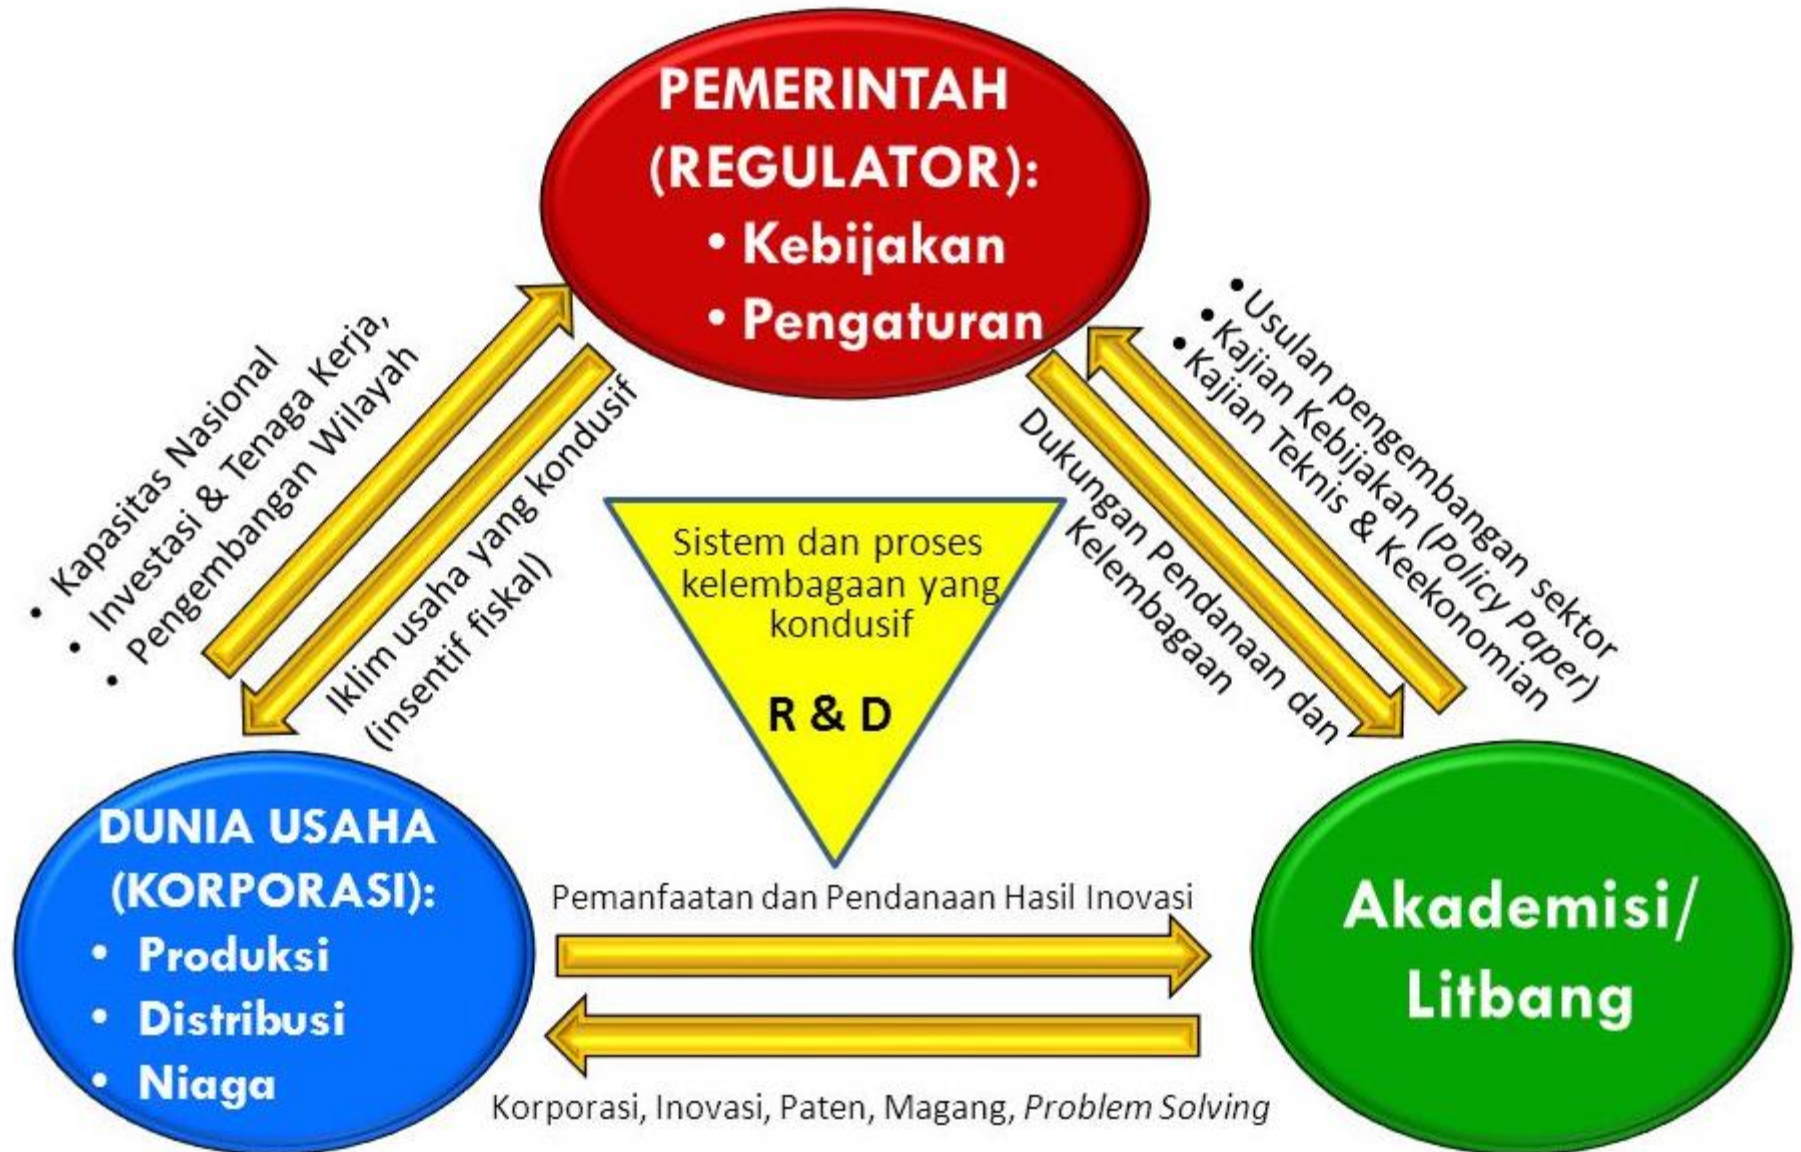 PEMERINTAH
(REGULATOR):
• Kebijakan
• Pengaturan
• Kapasitas Nasional
• Investasi & Tenaga Kerja,
• Pengembangan Wilayah
Iklim usaha yang kondusif
(insentif fiskal)
• Usulan pengembangan sektor
• Kajian Kebijakan (Policy Paper)
• Kajian Teknis & Keekonomian
Dukungan Pendanaan dan
Kelembagaan
Sistem dan proses
kelembagaan yang
kondusif
R & D
DUNIA USAHA
(KORPORASI):
• Produksi
• Distribusi
• Niaga
Pemanfaatan dan Pendanaan Hasil Inovasi
Korporasi, Inovasi, Paten, Magang, Problem Solving
Akademisi/
Litbang